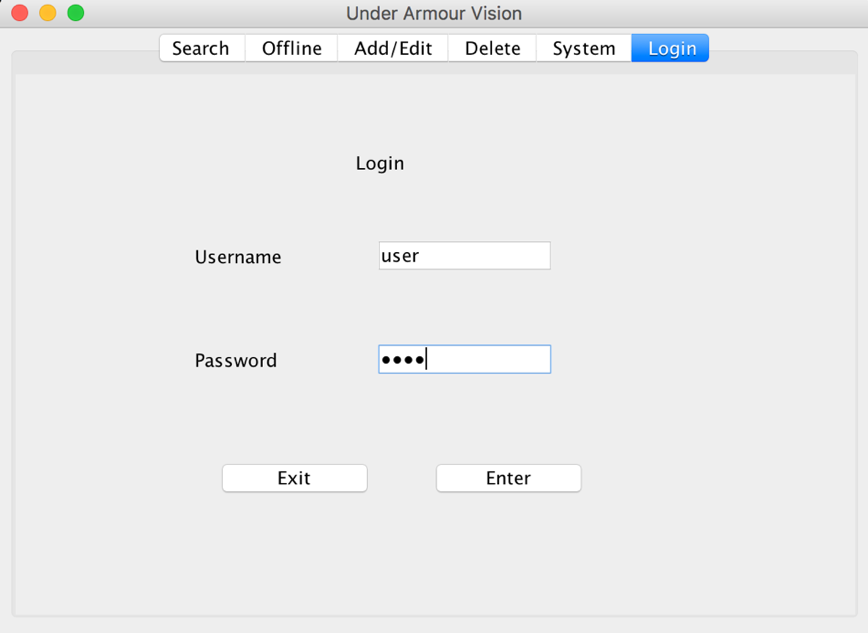 Under Armour Vision
Search Offline Add/Edit Delete System Login
Login
Username user
Password ••••
Exit Enter